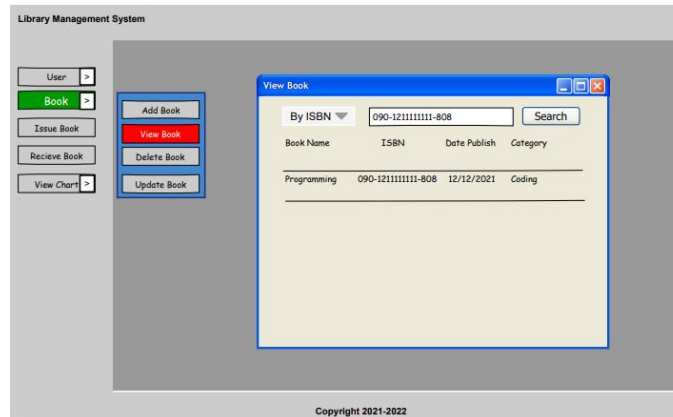 Library Management System
User >
Book >
Issue Book
Recieve Book
View Chart >
Add Book
View Book
Delete Book
Update Book
View Book
By ISBN 090-1211111111-808 Search
Book Name ISBN Date Publish Category
Programming 090-1211111111-808 12/12/2021 Coding
Copyright 2021-2022